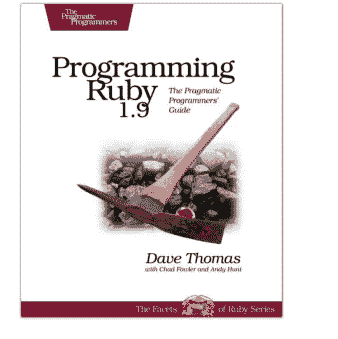 The
Pragmatic
Programmers
Programming
Ruby
1.9
The Pragmatic
Programmers'
Guide
Dave Thomas
with Chad Fowler and Andy Hunt
The Facets of Ruby Series